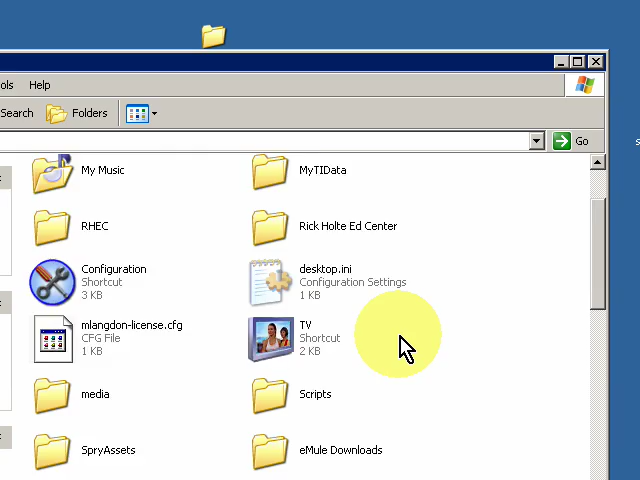 ols Help
Search Folders
Go
My Music
MyTIData
RHEC
Rick Holte Ed Center
Configuration
Shortcut
3 KB
desktop.ini
Configuration Settings
1 KB
mlangdon-license.cfg
CFG File
1 KB
TV
Shortcut
2 KB
media
Scripts
SpryAssets
eMule Downloads
s